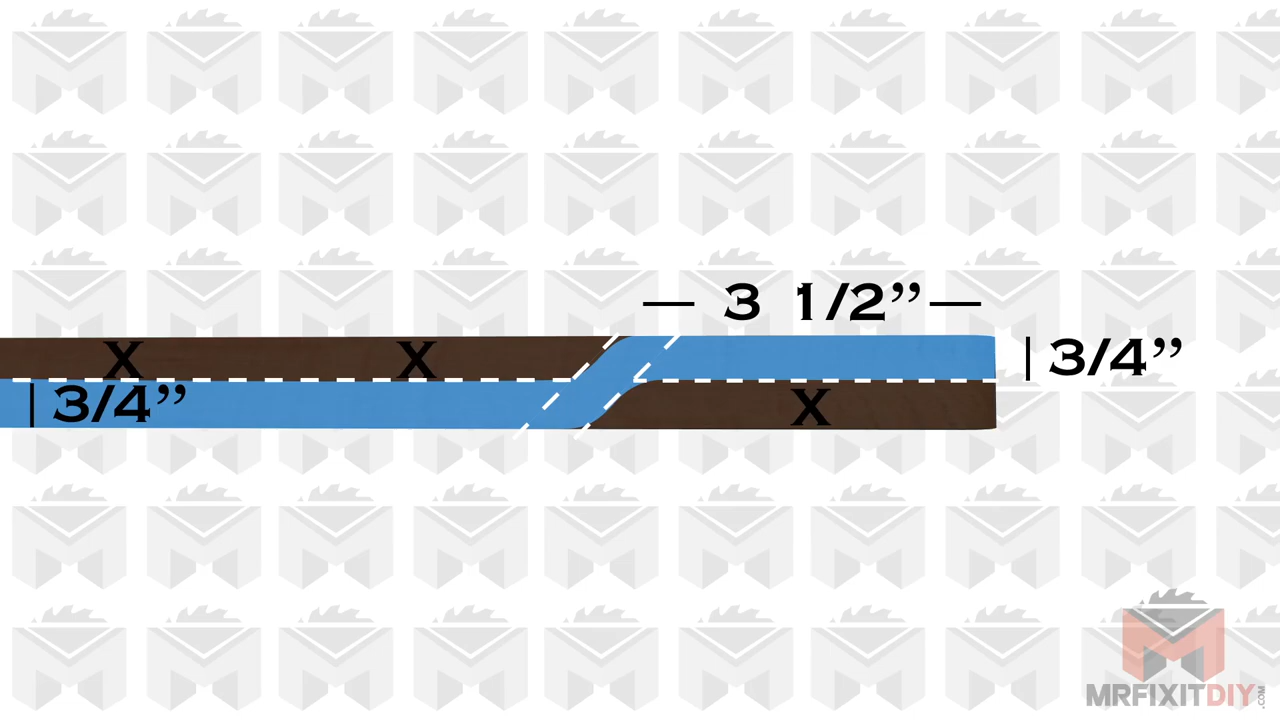 3 1/2”
X X
3/4”
3/4”
X
MRFIXITDIY.COM